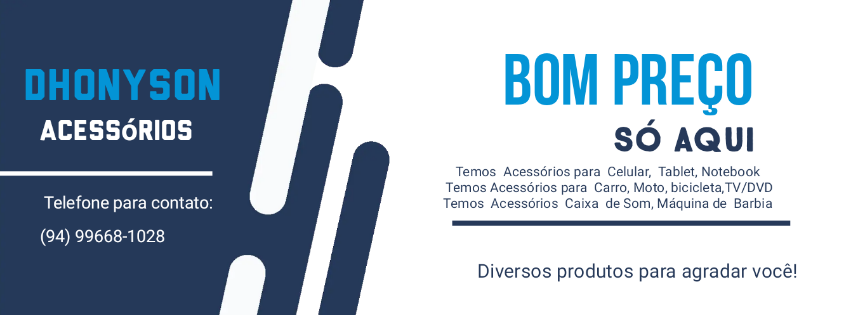 DHONYSON
ACESSÓRIOS
Telefone para contato:
(94) 99668-1028
BOM PREÇO
SÓ AQUI
Temos Acessórios para Celular, Tablet, Notebook
Temos Acessórios para Carro, Moto, bicicleta,TV/DVD
Temos Acessórios Caixa de Som, Máquina de Barbia
Diversos produtos para agradar você!